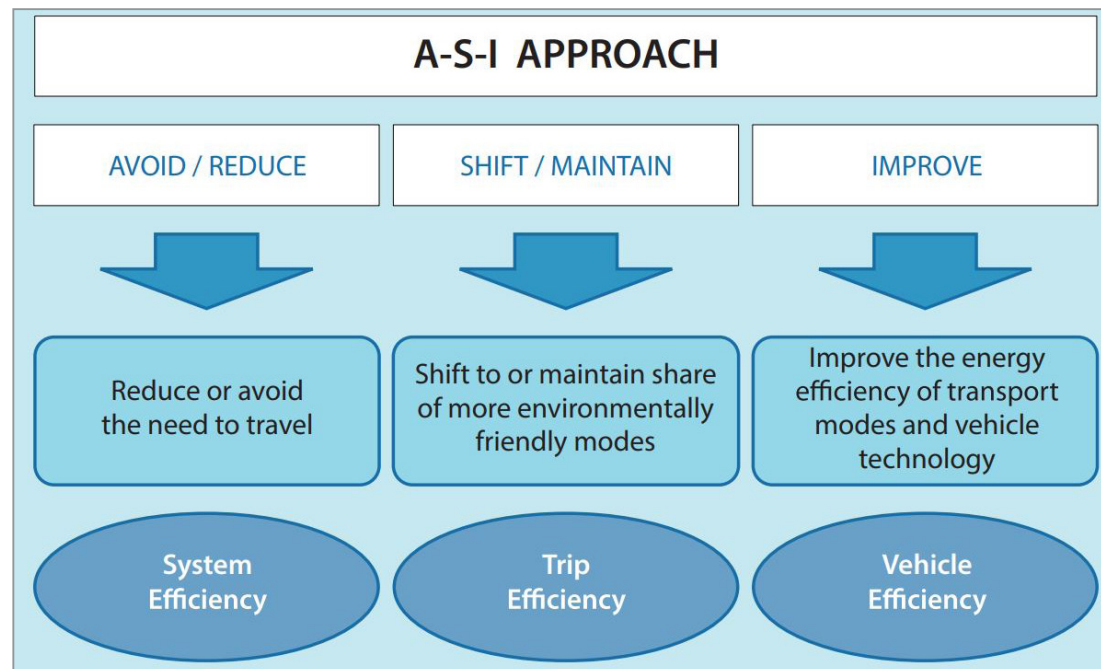 A-S-I APPROACH
AVOID / REDUCE
SHIFT / MAINTAIN
IMPROVE
Reduce or avoid
the need to travel
Shift to or maintain share
of more environmentally
friendly modes
Improve the energy
efficiency of transport
modes and vehicle
technology
System
Efficiency
Trip
Efficiency
Vehicle
Efficiency